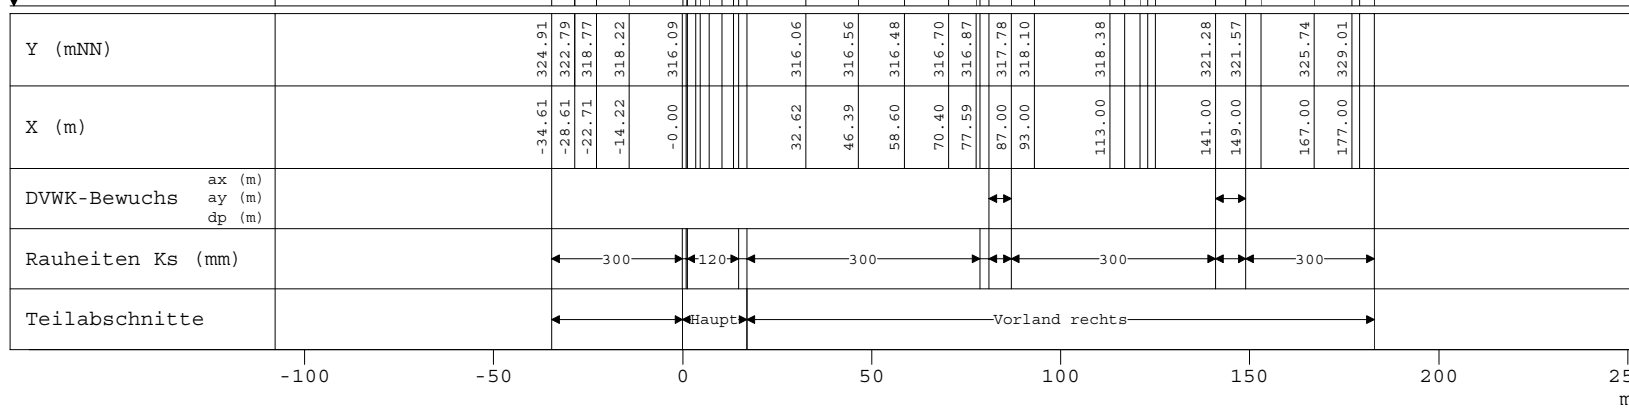 Y (mNN) 324.91 322.79 318.77 318.22 316.09 316.06 316.56 316.48 316.70 316.87 317.78 318.10 318.38 321.28 321.57 325.74 329.01
X (m) -34.61 -28.61 -22.71 -14.22 -0.00 32.62 46.39 58.60 70.40 77.59 87.00 93.00 113.00 141.00 149.00 167.00 177.00
ax (m)
DVWK-Bewuchs ay (m)
dp (m)
Rauheiten Ks (mm) 300 120 300 300 300
Teilabschnitte Haupt Vorland rechts
-100 -50 0 50 100 150 200 25
m